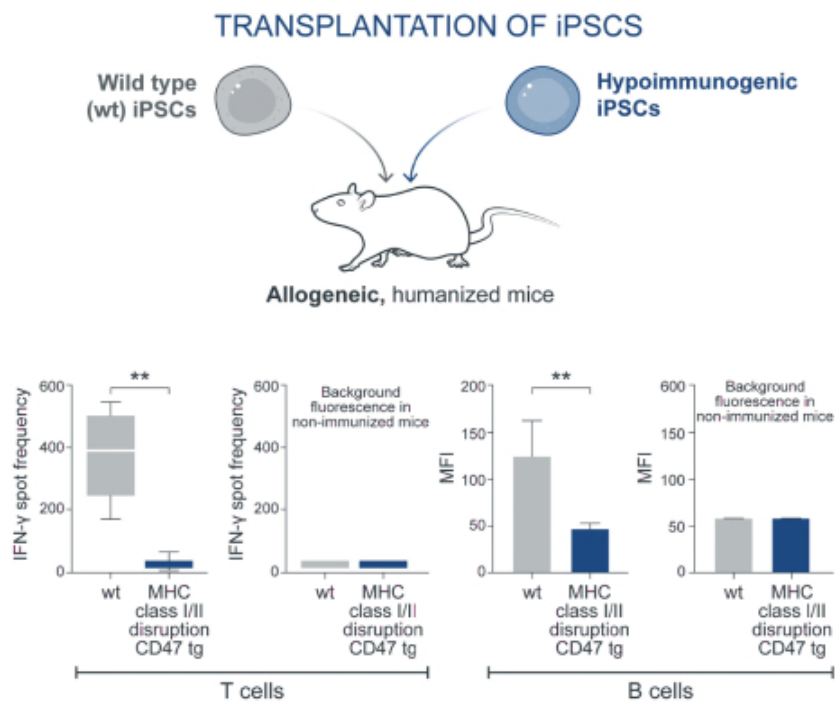 TRANSPLANTATION OF iPSCS
Wild type
(wt) iPSCs
Hypoimmunogenic
iPSCs
Allogeneic, humanized mice
IFN-γ spot frequency
600
400
200
0
**
wt
MHC
class I/II
disruption
CD47 tg
IFN-γ spot frequency
600
400
200
0
Background
fluorescence in
non-immunized mice
wt
MHC
class I/II
disruption
CD47 tg
T cells
MFI
200
150
100
50
0
**
wt
MHC
class I/II
disruption
CD47 tg
MFI
600
150
100
50
0
Background
fluorescence in
non-immunized mice
wt
MHC
class I/II
disruption
CD47 tg
B cells